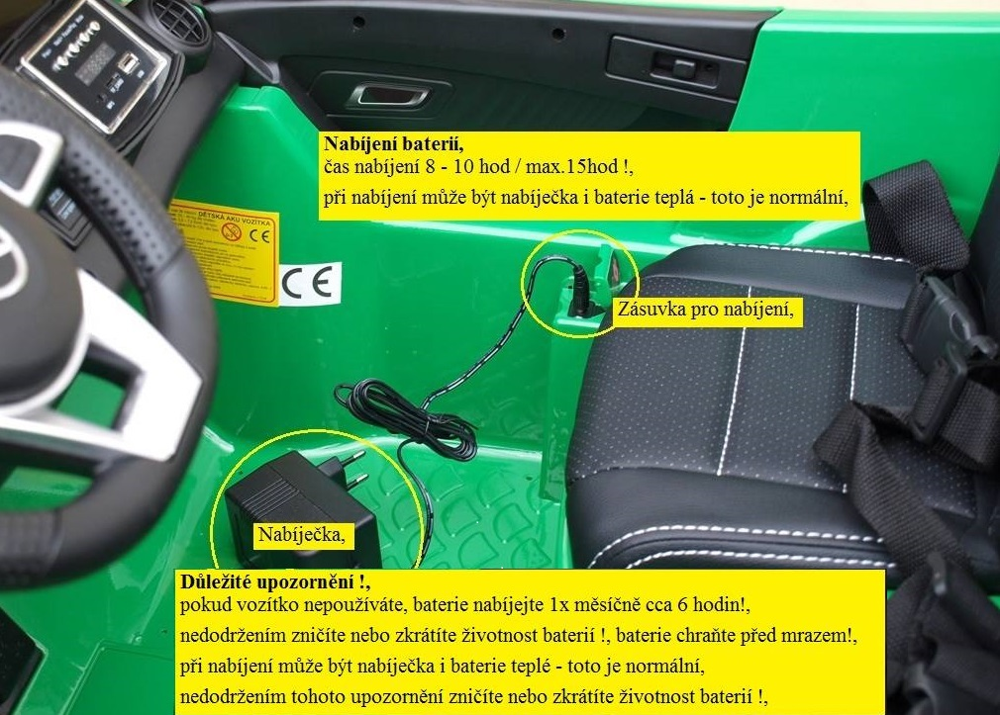 Nabíjení baterií,
čas nabíjení 8 - 10 hod / max.15hod !,
při nabíjení může být nabíječka i baterie teplá - toto je normální,
DĚTSKÁ AKU VOZÍTKA
CE
CE
Zásuvka pro nabíjení,
Nabíječka,
Důležité upozornění !,
pokud vozítko nepoužíváte, baterie nabíjejte 1x měsíčně cca 6 hodin!,
nedodržením zničíte nebo zkrátíte životnost baterií !, baterie chraňte před mrazem!,
při nabíjení může být nabíječka i baterie teplé - toto je normální,
nedodržením tohoto upozornění zničíte nebo zkrátíte životnost baterií !,